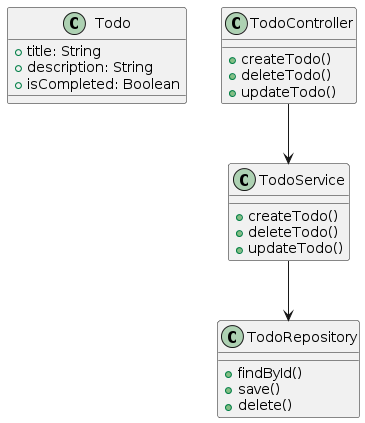 C Todo
title: String
description: String
isCompleted: Boolean
C TodoController
createTodo()
deleteTodo()
updateTodo()
C TodoService
createTodo()
deleteTodo()
updateTodo()
C TodoRepository
findById()
save()
delete()